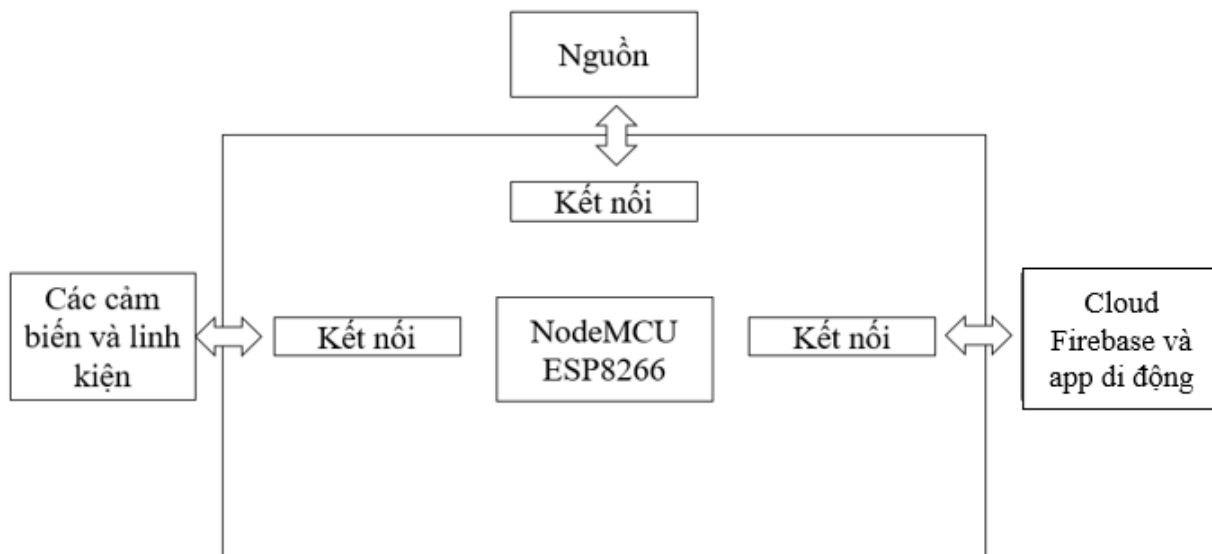 Nguồn
Kết nối
Các cảm
biến và linh
kiện
Kết nối
NodeMCU
ESP8266
Kết nối
Cloud
Firebase và
app di động